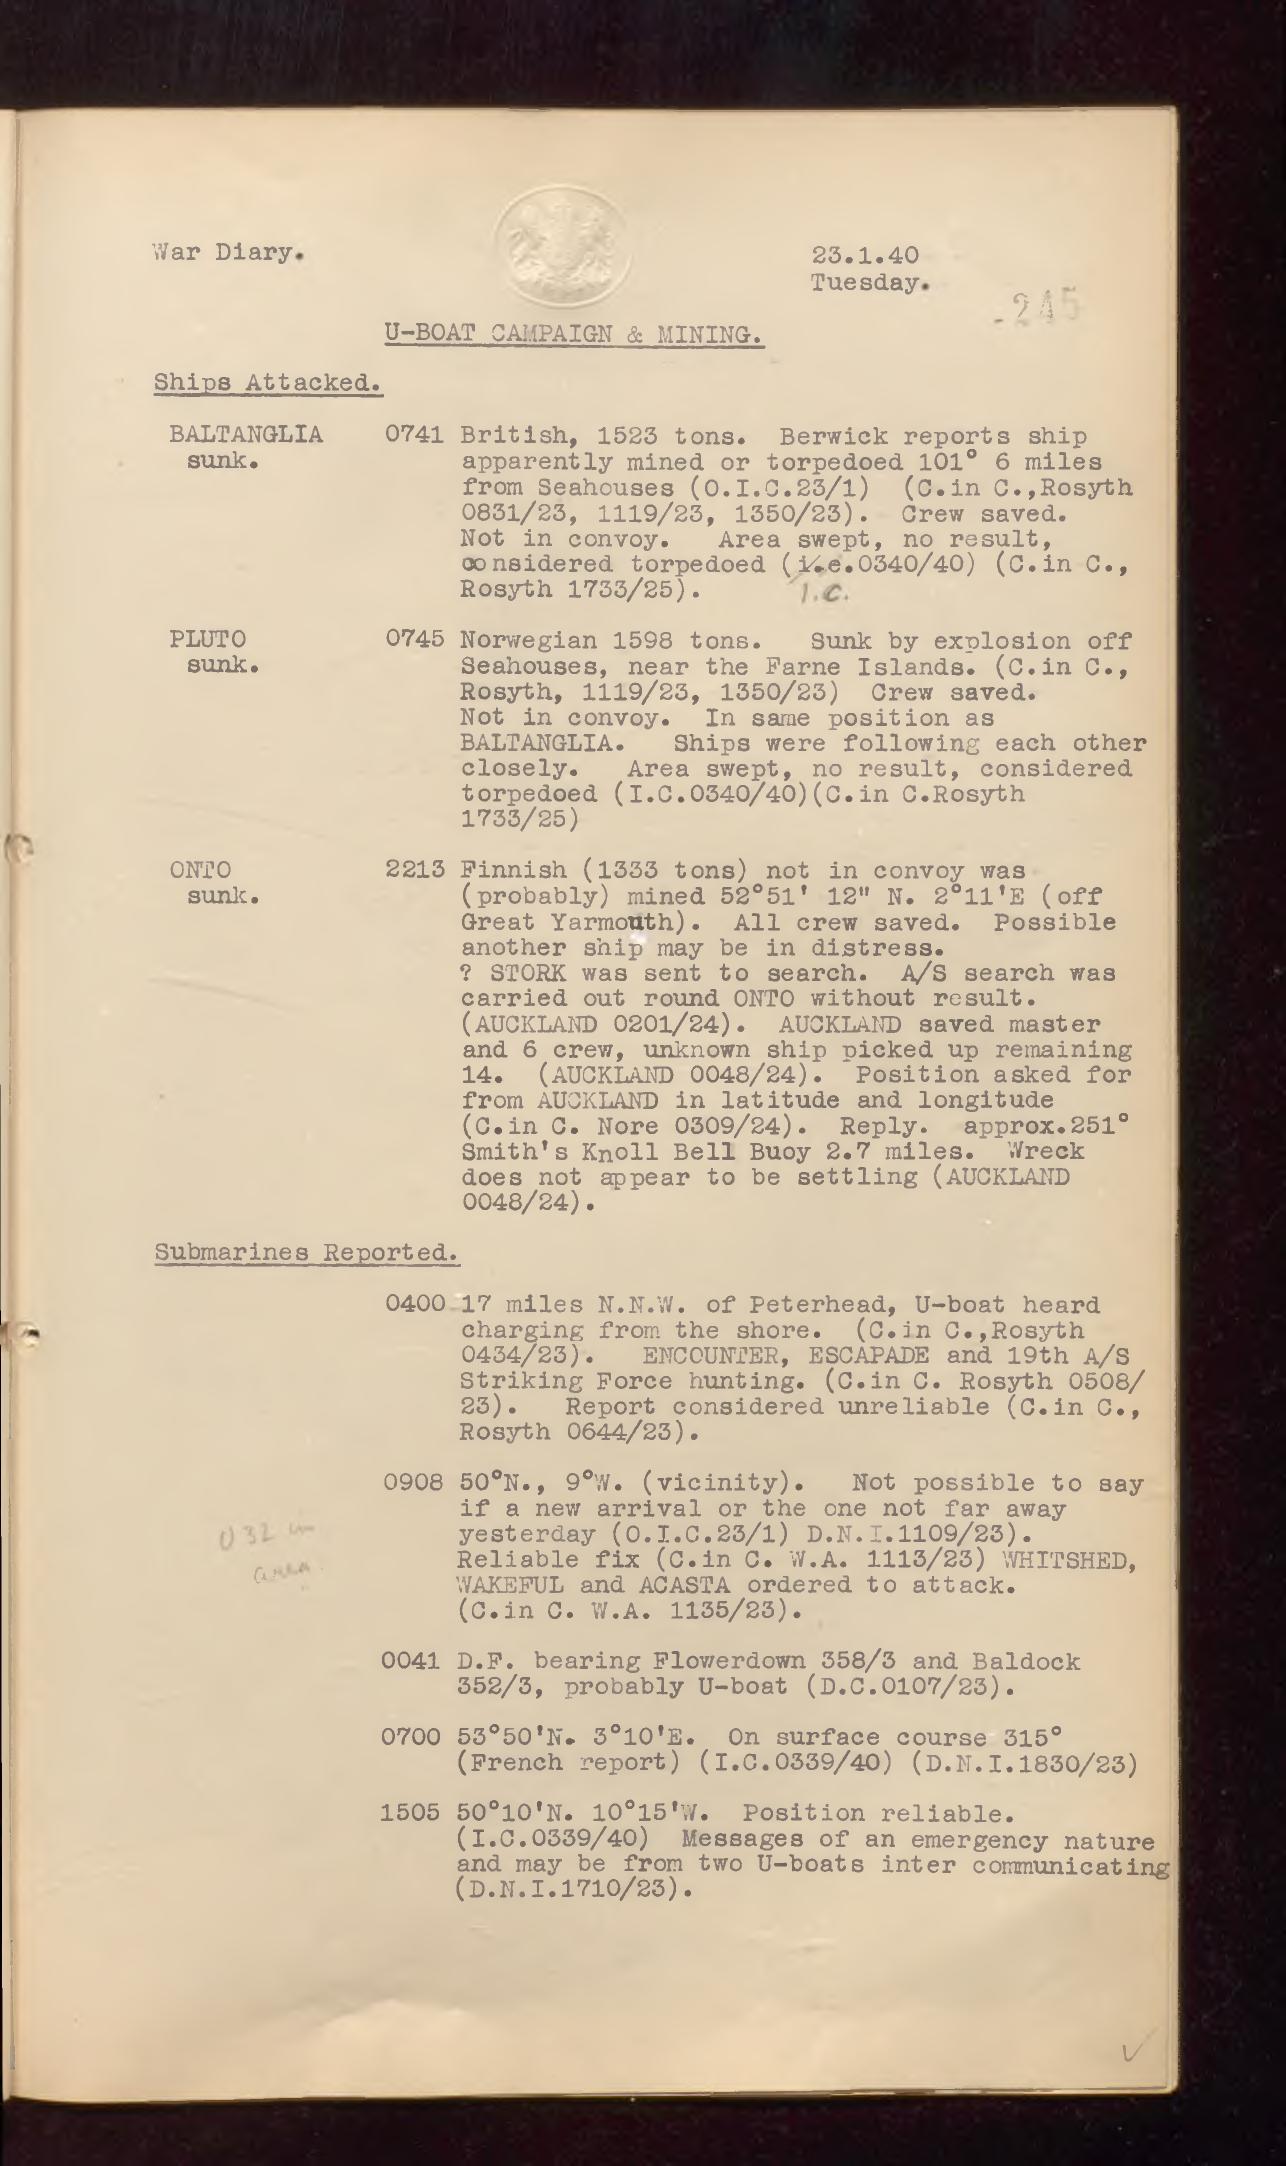 War Diary.
23.1.40
Tuesday.
245
U-BOAT CAMPAIGN & MINING.
Ships Attacked.
BALTANGLIA 0741 British, 1523 tons. Berwick reports ship
sunk. apparently mined or torpedoed 101° 6 miles
from Seahouses (O.I.C.23/1) (C.in C.,Rosyth
0831/23, 1119/23, 1350/23). Crew saved.
Not in convoy. Area swept, no result,
considered torpedoed (i.e.0340/40) (C.in C.,
Rosyth 1733/25). I.C.
PLUTO 0745 Norwegian 1598 tons. Sunk by explosion off
sunk. Seahouses, near the Farne Islands. (C.in C.,
Rosyth, 1119/23, 1350/23) Crew saved.
Not in convoy. In same position as
BALTANGLIA. Ships were following each other
closely. Area swept, no result, considered
torpedoed (I.C.0340/40)(C.in C.Rosyth
1733/25)
ONTO 2213 Finnish (1333 tons) not in convoy was
sunk. (probably) mined 52°51' 12" N. 2°11'E (off
Great Yarmouth). All crew saved. Possible
another ship may be in distress.
? STORK was sent to search. A/S search was
carried out round ONTO without result.
(AUCKLAND 0201/24). AUCKLAND saved master
and 6 crew, unknown ship picked up remaining
14. (AUCKLAND 0048/24). Position asked for
from AUCKLAND in latitude and longitude
(C.in C. Nore 0309/24). Reply. approx.251°
Smith's Knoll Bell Buoy 2.7 miles. Wreck
does not appear to be settling (AUCKLAND
0048/24).
Submarines Reported.
0400 17 miles N.N.W. of Peterhead, U-boat heard
charging from the shore. (C.in C.,Rosyth
0434/23). ENCOUNTER, ESCAPADE and 19th A/S
Striking Force hunting. (C.in C. Rosyth 0508/
23). Report considered unreliable (C.in C.,
Rosyth 0644/23).
0908 50°N., 9°W. (vicinity). Not possible to say
if a new arrival or the one not far away
yesterday (O.I.C.23/1) D.N.I.1109/23).
Reliable fix (C.in C. W.A. 1113/23) WHITSHED,
WAKEFUL and ACASTA ordered to attack.
(C.in C. W.A. 1135/23).
U 32 in
area.
0041 D.F. bearing Flowerdown 358/3 and Baldock
352/3, probably U-boat (D.C.0107/23).
0700 53°50'N. 3°10'E. On surface course 315°
(French report) (I.C.0339/40) (D.N.I.1830/23)
1505 50°10'N. 10°15'W. Position reliable.
(I.C.0339/40) Messages of an emergency nature
and may be from two U-boats inter communicating
(D.N.I.1710/23).